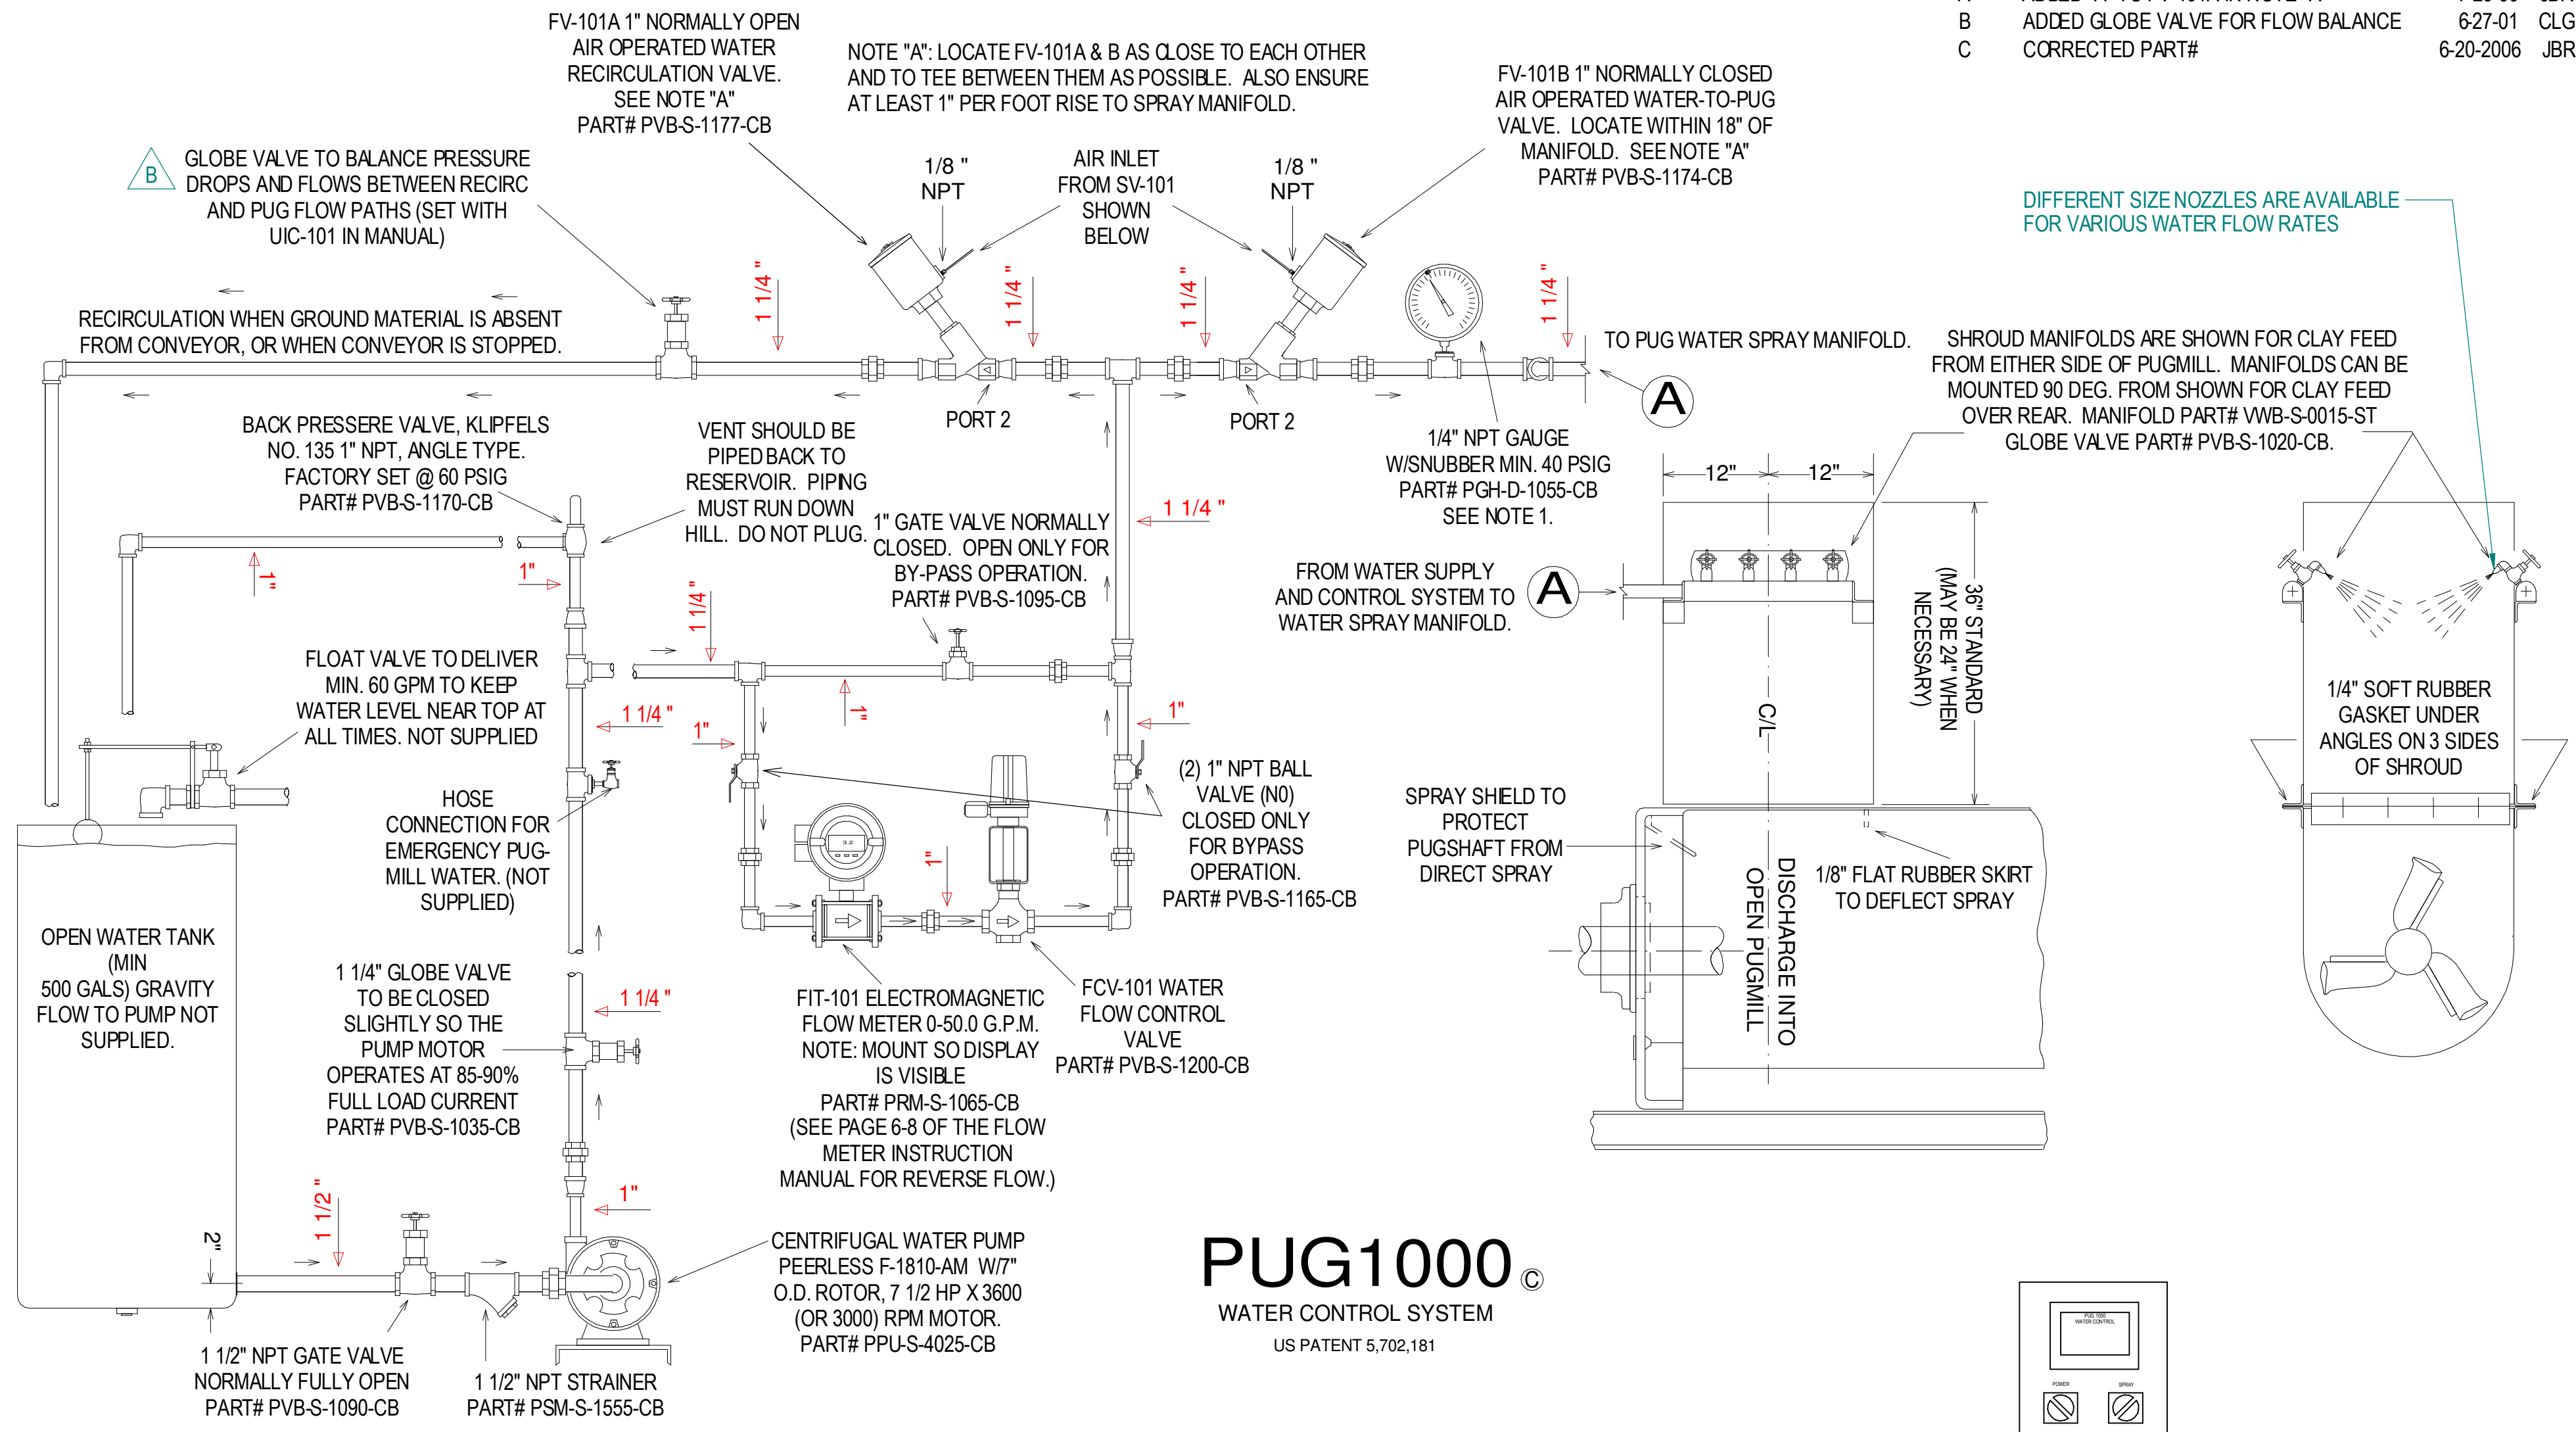 B ADDED GLOBE VALVE FOR FLOW BALANCE 6-27-01 CLG
C CORRECTED PART# 6-20-2006 JBR
FV-101A 1" NORMALLY OPEN
AIR OPERATED WATER
RECIRCULATION VALVE.
SEE NOTE "A"
PART# PVB-S-1177-CB
NOTE "A": LOCATE FV-101A & B AS CLOSE TO EACH OTHER
AND TO TEE BETWEEN THEM AS POSSIBLE. ALSO ENSURE
AT LEAST 1" PER FOOT RISE TO SPRAY MANIFOLD.
FV-101B 1" NORMALLY CLOSED
AIR OPERATED WATER-TO-PUG
VALVE. LOCATE WITHIN 18" OF
MANIFOLD. SEE NOTE "A"
PART# PVB-S-1174-CB
B
GLOBE VALVE TO BALANCE PRESSURE
DROPS AND FLOWS BETWEEN RECIRC
AND PUG FLOW PATHS (SET WITH
UIC-101 IN MANUAL)
1/8 "
NPT
AIR INLET
FROM SV-101
SHOWN
BELOW
1/8 "
NPT
DIFFERENT SIZE NOZZLES ARE AVAILABLE
FOR VARIOUS WATER FLOW RATES
1 1/4 "
1 1/4 "
1 1/4 "
1 1/4 "
RECIRCULATION WHEN GROUND MATERIAL IS ABSENT
FROM CONVEYOR, OR WHEN CONVEYOR IS STOPPED.
TO PUG WATER SPRAY MANIFOLD.
A
SHROUD MANIFOLDS ARE SHOWN FOR CLAY FEED
FROM EITHER SIDE OF PUGMILL. MANIFOLDS CAN BE
MOUNTED 90 DEG. FROM SHOWN FOR CLAY FEED
OVER REAR. MANIFOLD PART# VWB-S-0015-ST
GLOBE VALVE PART# PVB-S-1020-CB.
PORT 2
PORT 2
BACK PRESSERE VALVE, KLIPFELS
NO. 135 1" NPT, ANGLE TYPE.
FACTORY SET @ 60 PSIG
PART# PVB-S-1170-CB
VENT SHOULD BE
PIPED BACK TO
RESERVOIR. PIPING
MUST RUN DOWN
HILL. DO NOT PLUG.
1/4" NPT GAUGE
W/SNUBBER MIN. 40 PSIG
PART# PGH-D-1055-CB
SEE NOTE 1.
12" 12"
1" GATE VALVE NORMALLY
CLOSED. OPEN ONLY FOR
BY-PASS OPERATION.
PART# PVB-S-1095-CB
1 1/4 "
1"
1"
1 1/4 "
FROM WATER SUPPLY
AND CONTROL SYSTEM TO
WATER SPRAY MANIFOLD.
A
36" STANDARD
(MAY BE 24" WHEN
NECESSARY)
FLOAT VALVE TO DELIVER
MIN. 60 GPM TO KEEP
WATER LEVEL NEAR TOP AT
ALL TIMES. NOT SUPPLIED
1 1/4 "
1"
1"
1"
C/L
1/4" SOFT RUBBER
GASKET UNDER
ANGLES ON 3 SIDES
OF SHROUD
HOSE
CONNECTION FOR
EMERGENCY PUG-
MILL WATER. (NOT
SUPPLIED)
3.2
1"
(2) 1" NPT BALL
VALVE (N0)
CLOSED ONLY
FOR BYPASS
OPERATION.
PART# PVB-S-1165-CB
SPRAY SHIELD TO
PROTECT
PUGSHAFT FROM
DIRECT SPRAY
DISCHARGE INTO
OPEN PUGMILL
1/8" FLAT RUBBER SKIRT
TO DEFLECT SPRAY
OPEN WATER TANK
(MIN
500 GALS) GRAVITY
FLOW TO PUMP NOT
SUPPLIED.
1 1/4" GLOBE VALVE
TO BE CLOSED
SLIGHTLY SO THE
PUMP MOTOR
OPERATES AT 85-90%
FULL LOAD CURRENT
PART# PVB-S-1035-CB
1 1/4 "
FIT-101 ELECTROMAGNETIC
FLOW METER 0-50.0 G.P.M.
NOTE: MOUNT SO DISPLAY
IS VISIBLE
PART# PRM-S-1065-CB
(SEE PAGE 6-8 OF THE FLOW
METER INSTRUCTION
MANUAL FOR REVERSE FLOW.)
FCV-101 WATER
FLOW CONTROL
VALVE
PART# PVB-S-1200-CB
1"
2"
1 1/2 "
CENTRIFUGAL WATER PUMP
PEERLESS F-1810-AM W/7"
O.D. ROTOR, 7 1/2 HP X 3600
(OR 3000) RPM MOTOR.
PART# PPU-S-4025-CB
1 1/2" NPT GATE VALVE
NORMALLY FULLY OPEN
PART# PVB-S-1090-CB
1 1/2" NPT STRAINER
PART# PSM-S-1555-CB
PUG1000 ©
WATER CONTROL SYSTEM
US PATENT 5,702,181
PUG 1000
WATER CONTROL
POWER SPRAY